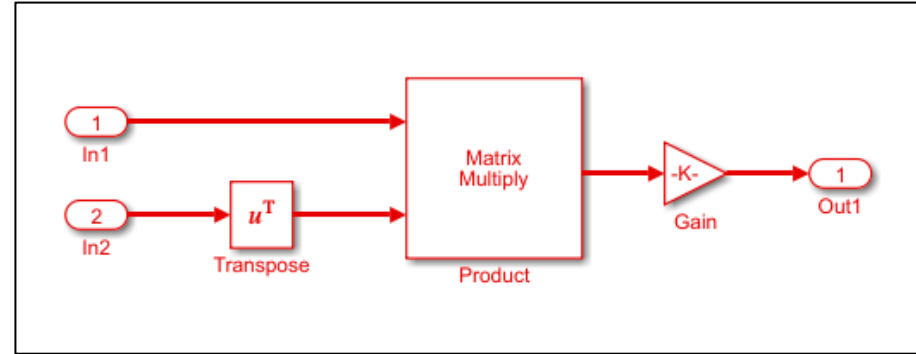 1
In1
2
In2
uᵀ
Transpose
Matrix
Multiply
Product
-K-
Gain
1
Out1